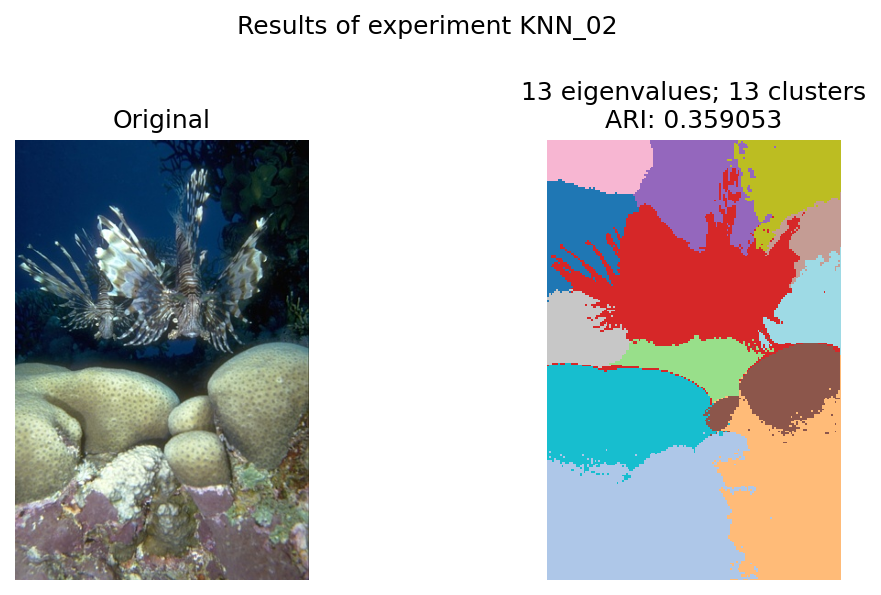 Results of experiment KNN_02
Original
13 eigenvalues; 13 clusters
ARI: 0.359053